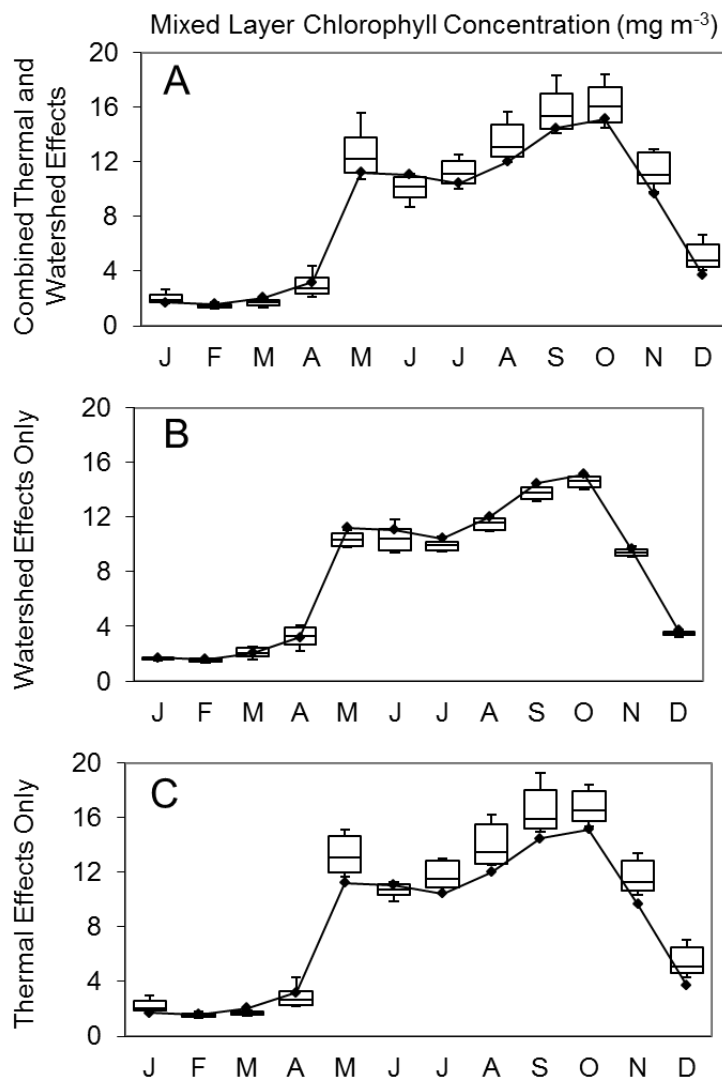 Mixed Layer Chlorophyll Concentration (mg m-3)
Combined Thermal and
Watershed Effects
20
16
12
8
4
0
A
J F M A M J J A S O N D
Watershed Effects Only
20
16
12
8
4
0
B
J F M A M J J A S O N D
Thermal Effects Only
20
16
12
8
4
0
C
J F M A M J J A S O N D